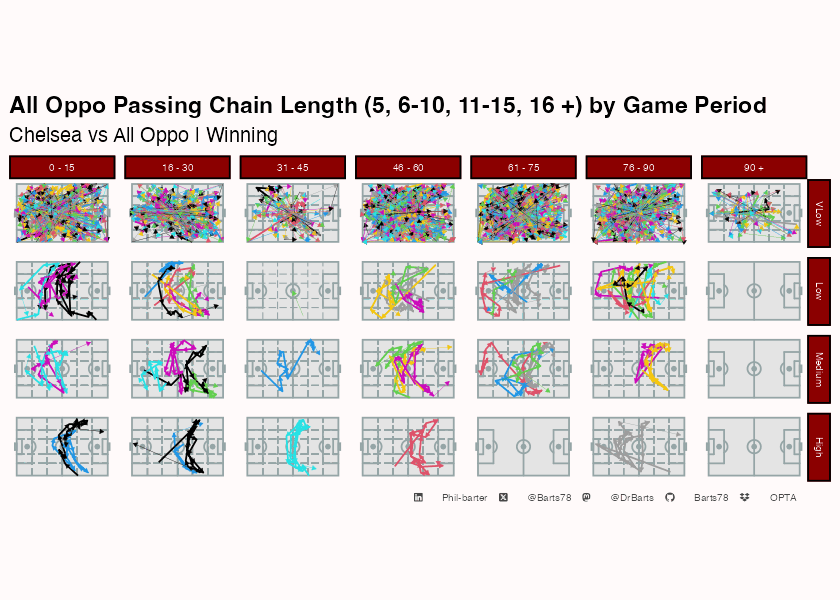 All Oppo Passing Chain Length (5, 6-10, 11-15, 16 +) by Game Period
Chelsea vs All Oppo | Winning
0 - 15
16 - 30
31 - 45
46 - 60
61 - 75
76 - 90
90 +
V.Low
Low
Medium
High
Phil-barter @Barts78 @DrBarts Barts78 OPTA